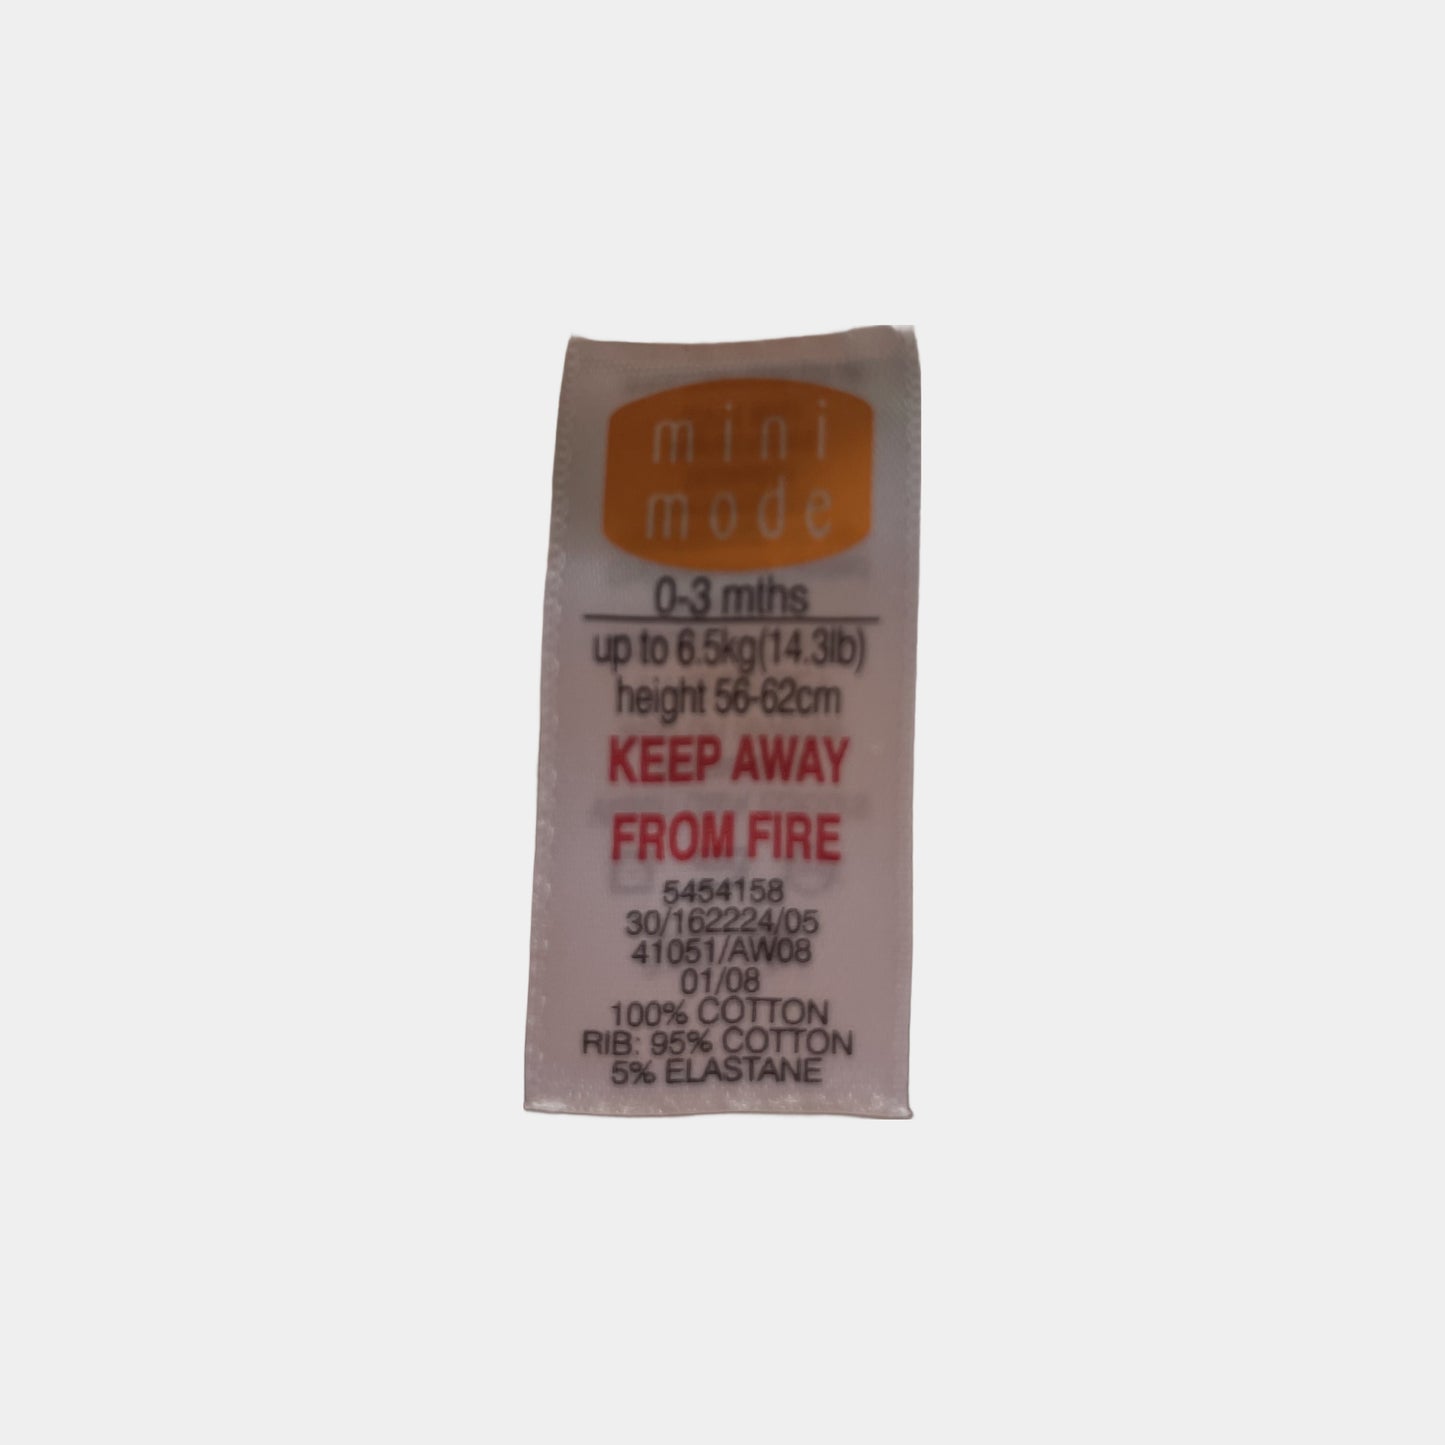 mini
mode
0-3 mths
up to 6.5kg(14.3lb)
height 56-62cm
KEEP AWAY
FROM FIRE
5454158
30/162224/05
41051/AW08
01/08
100% COTTON
RIB: 95% COTTON
5% ELASTANE